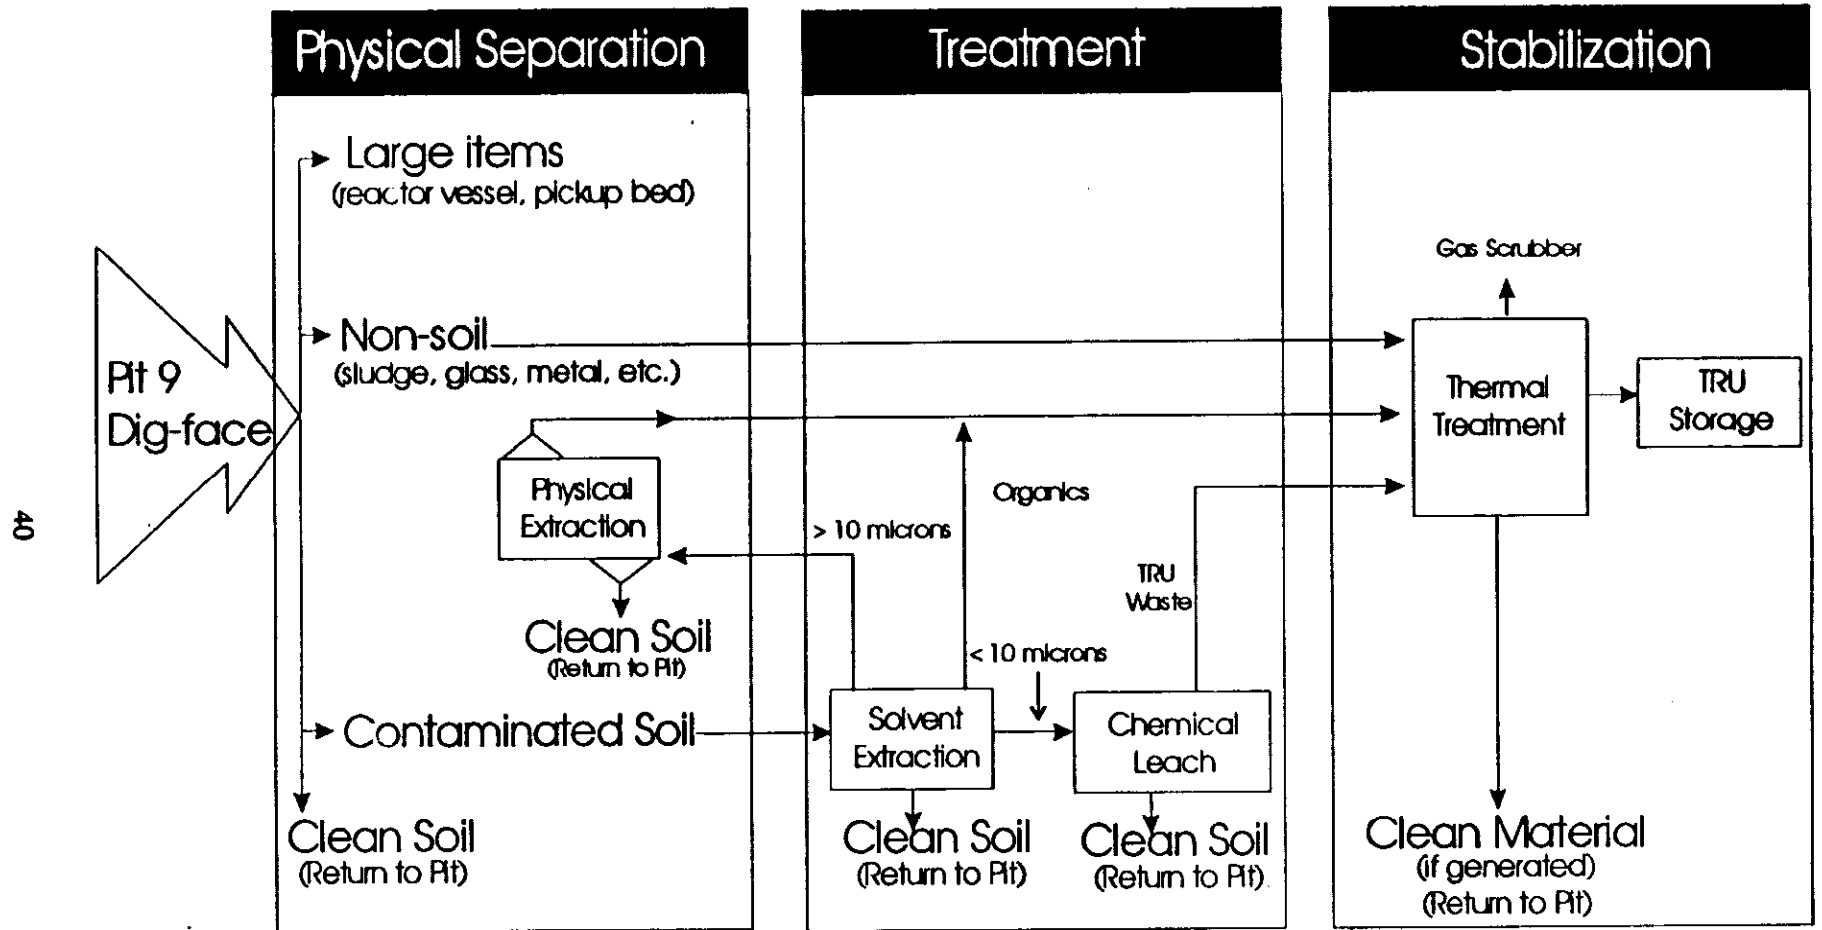 Physical Separation
Treatment
Stabilization
Large items
(reactor vessel, pickup bed)
Non-soil
(sludge, glass, metal, etc.)
Pit 9
Dig-face
Physical
Extraction
Clean Soil
(Return to Pit)
Contaminated Soil
Clean Soil
(Return to Pit)
> 10 microns
Organics
TRU
Waste
< 10 microns
Solvent
Extraction
Chemical
Leach
Clean Soil
(Return to Pit)
Clean Soil
(Return to Pit)
Gas Scrubber
Thermal
Treatment
TRU
Storage
Clean Material
(if generated)
(Return to Pit)
40